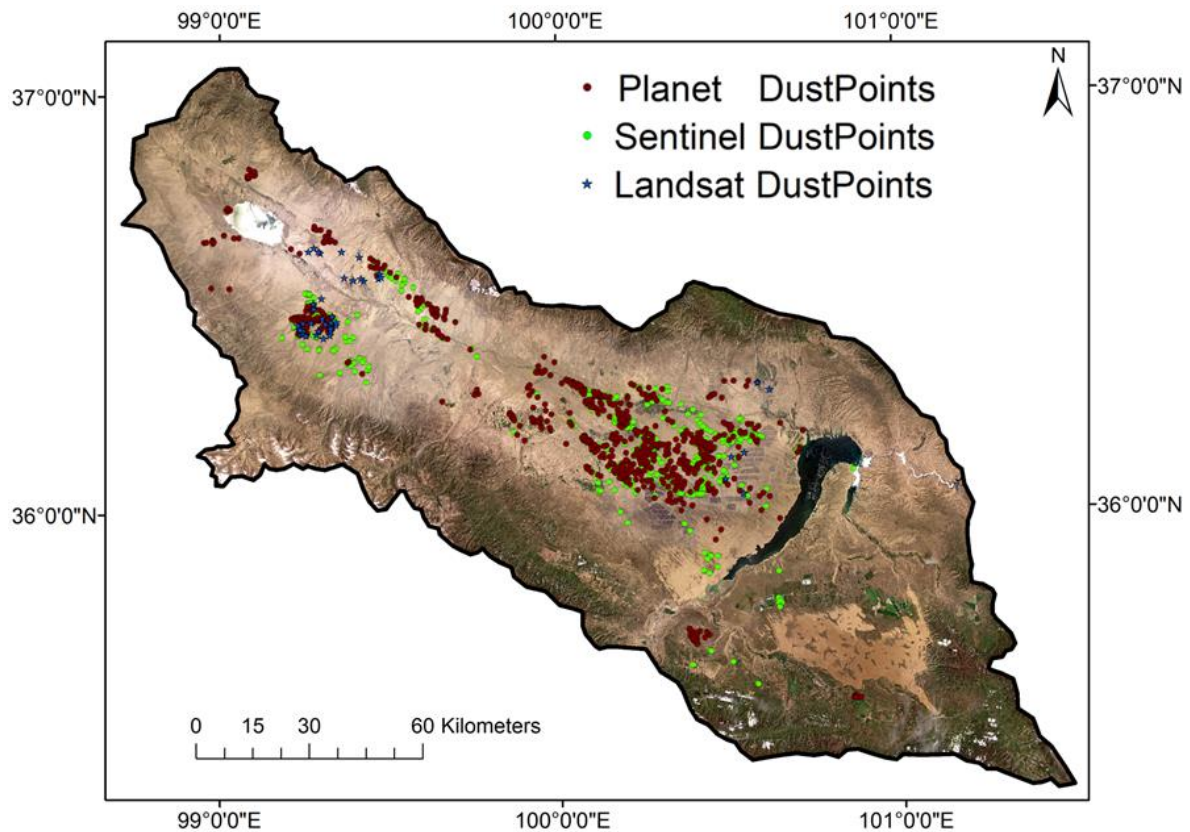 99°0'0"E 100°0'0"E 101°0'0"E
N
37°0'0"N 37°0'0"N
Planet DustPoints
Sentinel DustPoints
Landsat DustPoints
36°0'0"N 36°0'0"N
0 15 30 60 Kilometers
99°0'0"E 100°0'0"E 101°0'0"E